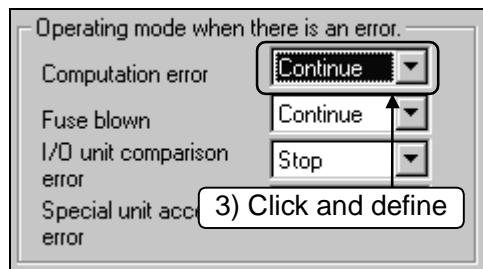 Operating mode when there is an error.
Computation error Continue
Fuse blown Continue
I/O unit comparison
error Stop
3) Click and define
Special unit
error